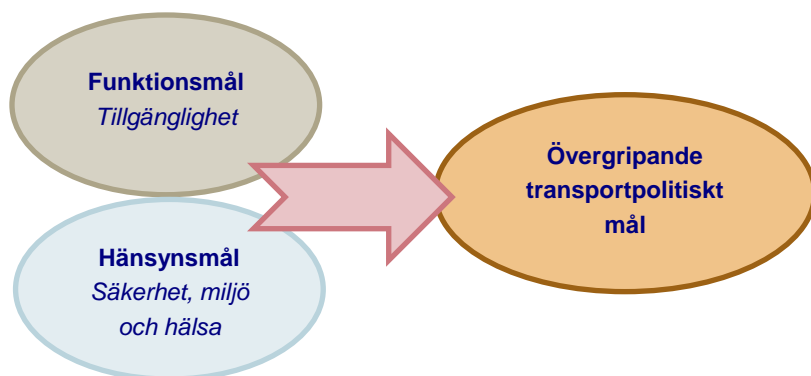 Funktionsmål
Tillgänglighet
Övergripande
transportpolitiskt
mål
Hänsynsmål
Säkerhet, miljö
och hälsa